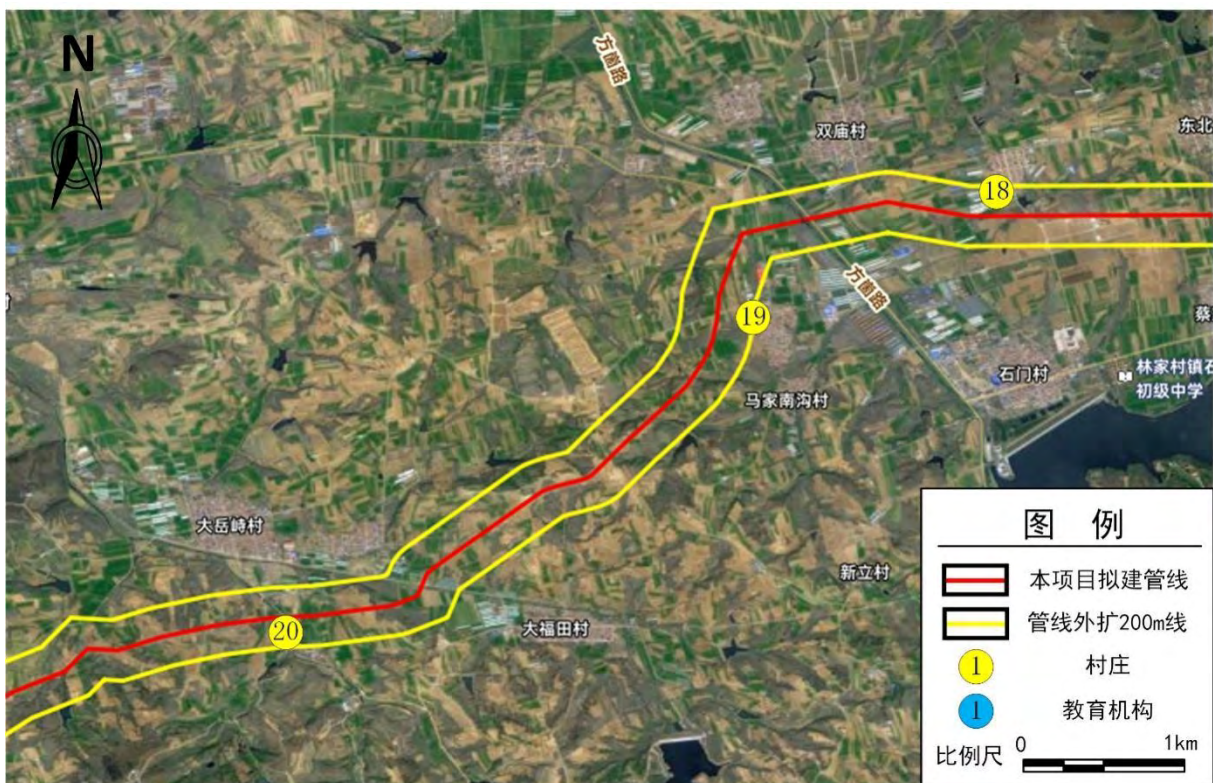 N
方崮路
双庙村
东北
18
方崮路
19
石门村
林家村镇石
初级中学
马家南沟村
大岳峙村
新立村
20
大福田村
图 例
本项目拟建管线
管线外扩200m线
1 村庄
1 教育机构
比例尺 0 1km